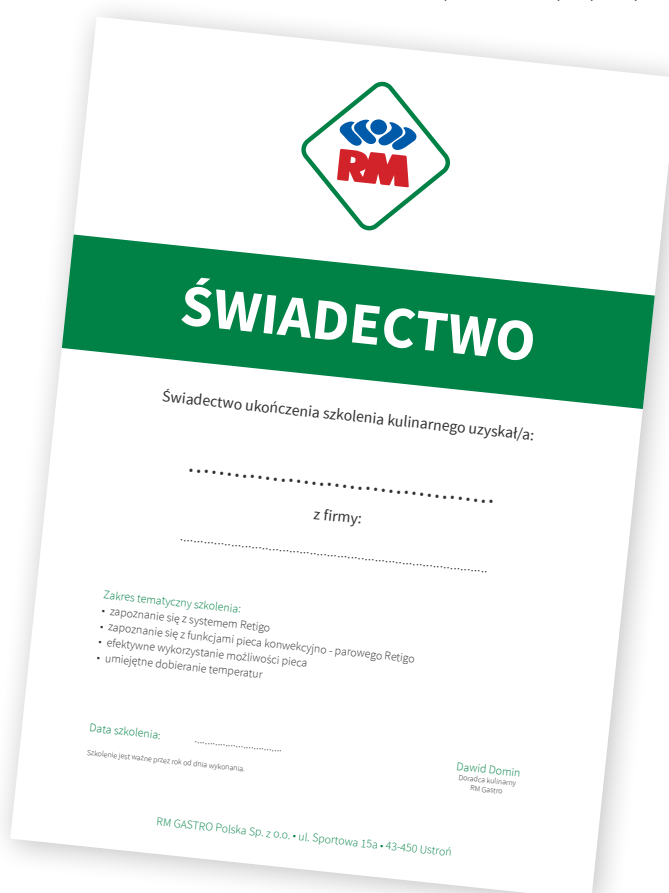 RM
ŚWIADECTWO
Świadectwo ukończenia szkolenia kulinarnego uzyskał/a:
........................................
z firmy:
..........................................................................................
Zakres tematyczny szkolenia:
• zapoznanie się z systemem Retigo
• zapoznanie się z funkcjami pieca konwekcyjno - parowego Retigo
• efektywne wykorzystanie możliwości pieca
• umiejętne dobieranie temperatur
Data szkolenia: ................................
Szkolenie jest ważne przez rok od dnia wykonania.
Dawid Domin
Doradca kulinarny
RM Gastro
RM GASTRO Polska Sp. z o.o. • ul. Sportowa 15a • 43-450 Ustroń